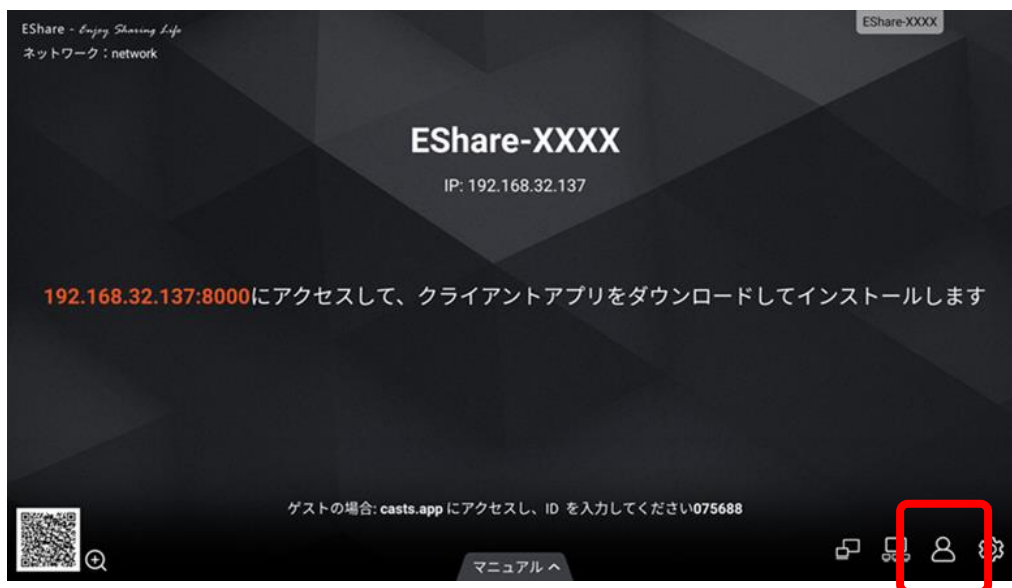 EShare - Enjoy Sharing Life
EShare-XXXX
ネットワーク：network
EShare-XXXX
IP: 192.168.32.137
192.168.32.137:8000にアクセスして、クライアントアプリをダウンロードしてインストールします
ゲストの場合: casts.app にアクセスし、ID を入力してください075688
マニュアル